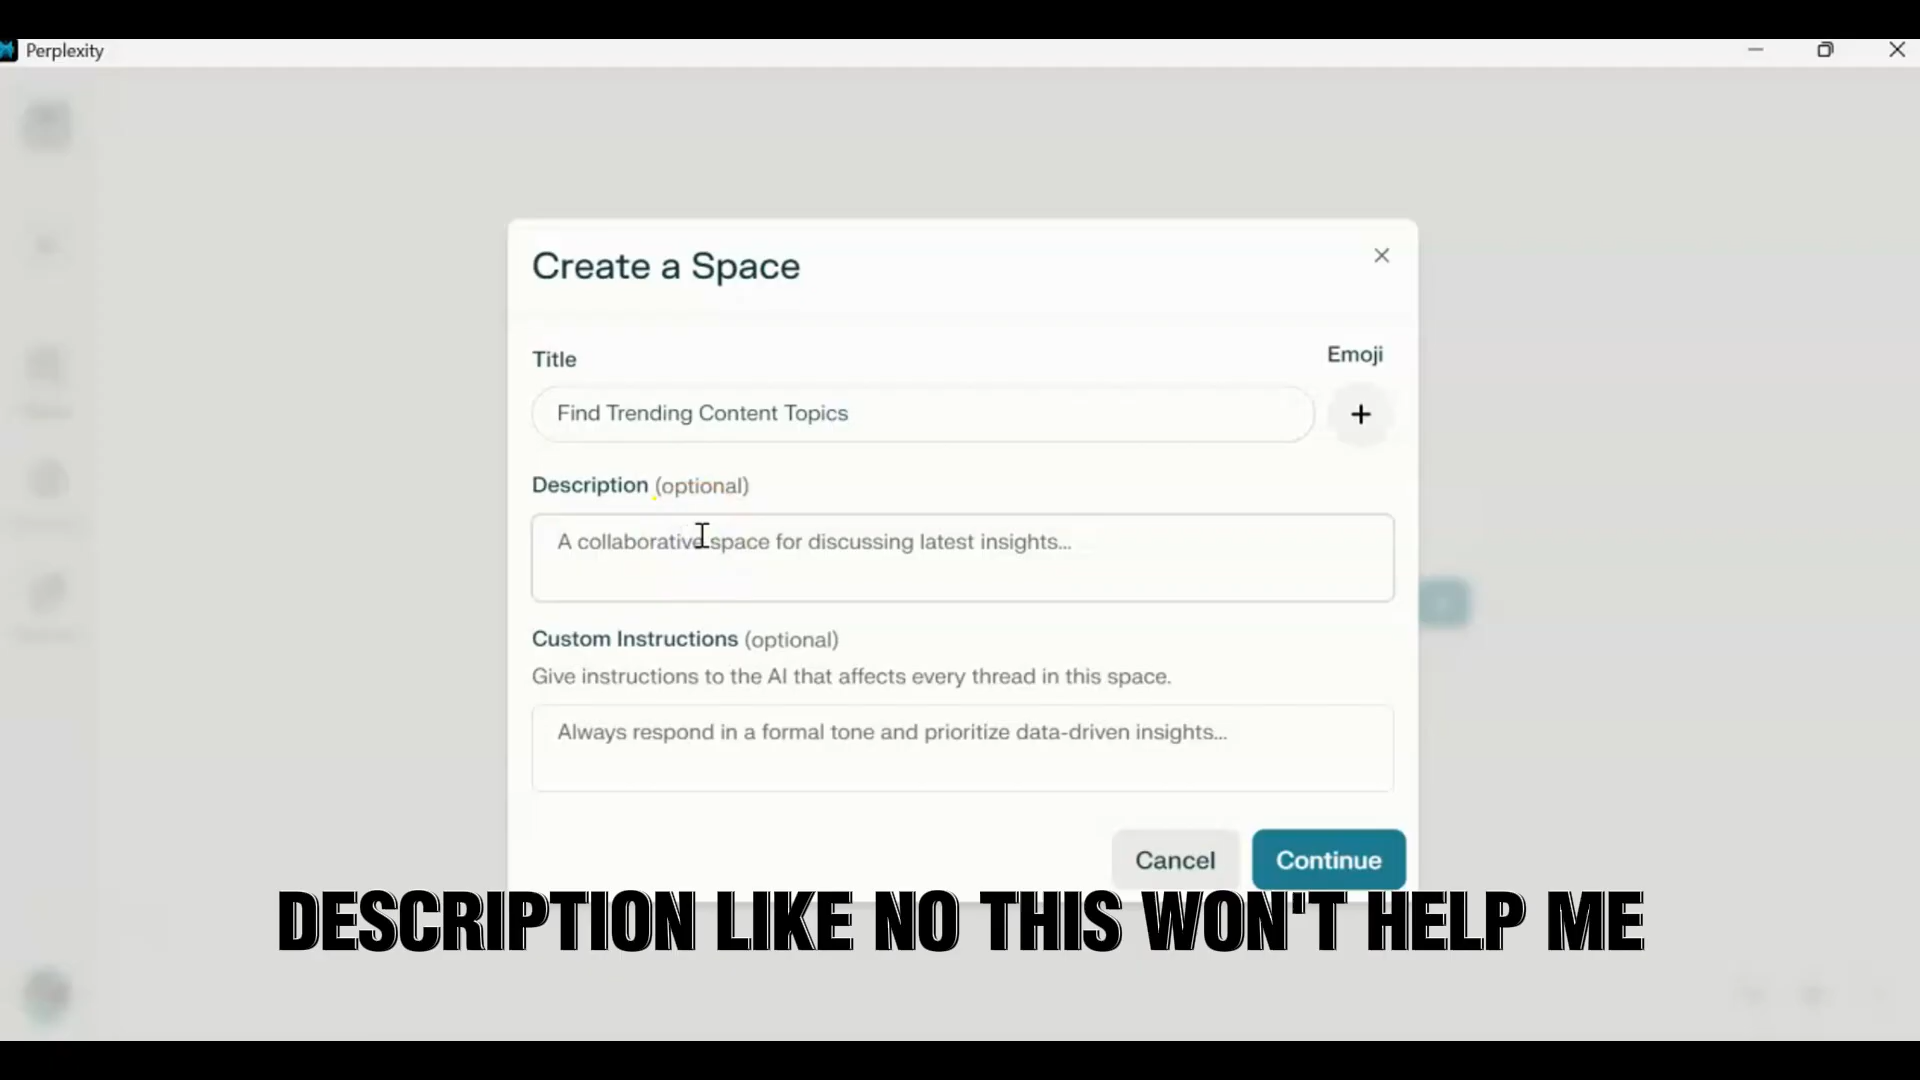 Perplexity
Create a Space
Title
Emoji
Find Trending Content Topics
+
Description (optional)
A collaborative space for discussing latest insights...
Custom Instructions (optional)
Give instructions to the AI that affects every thread in this space.
Always respond in a formal tone and prioritize data-driven insights...
Cancel
Continue
DESCRIPTION LIKE NO THIS WON'T HELP ME